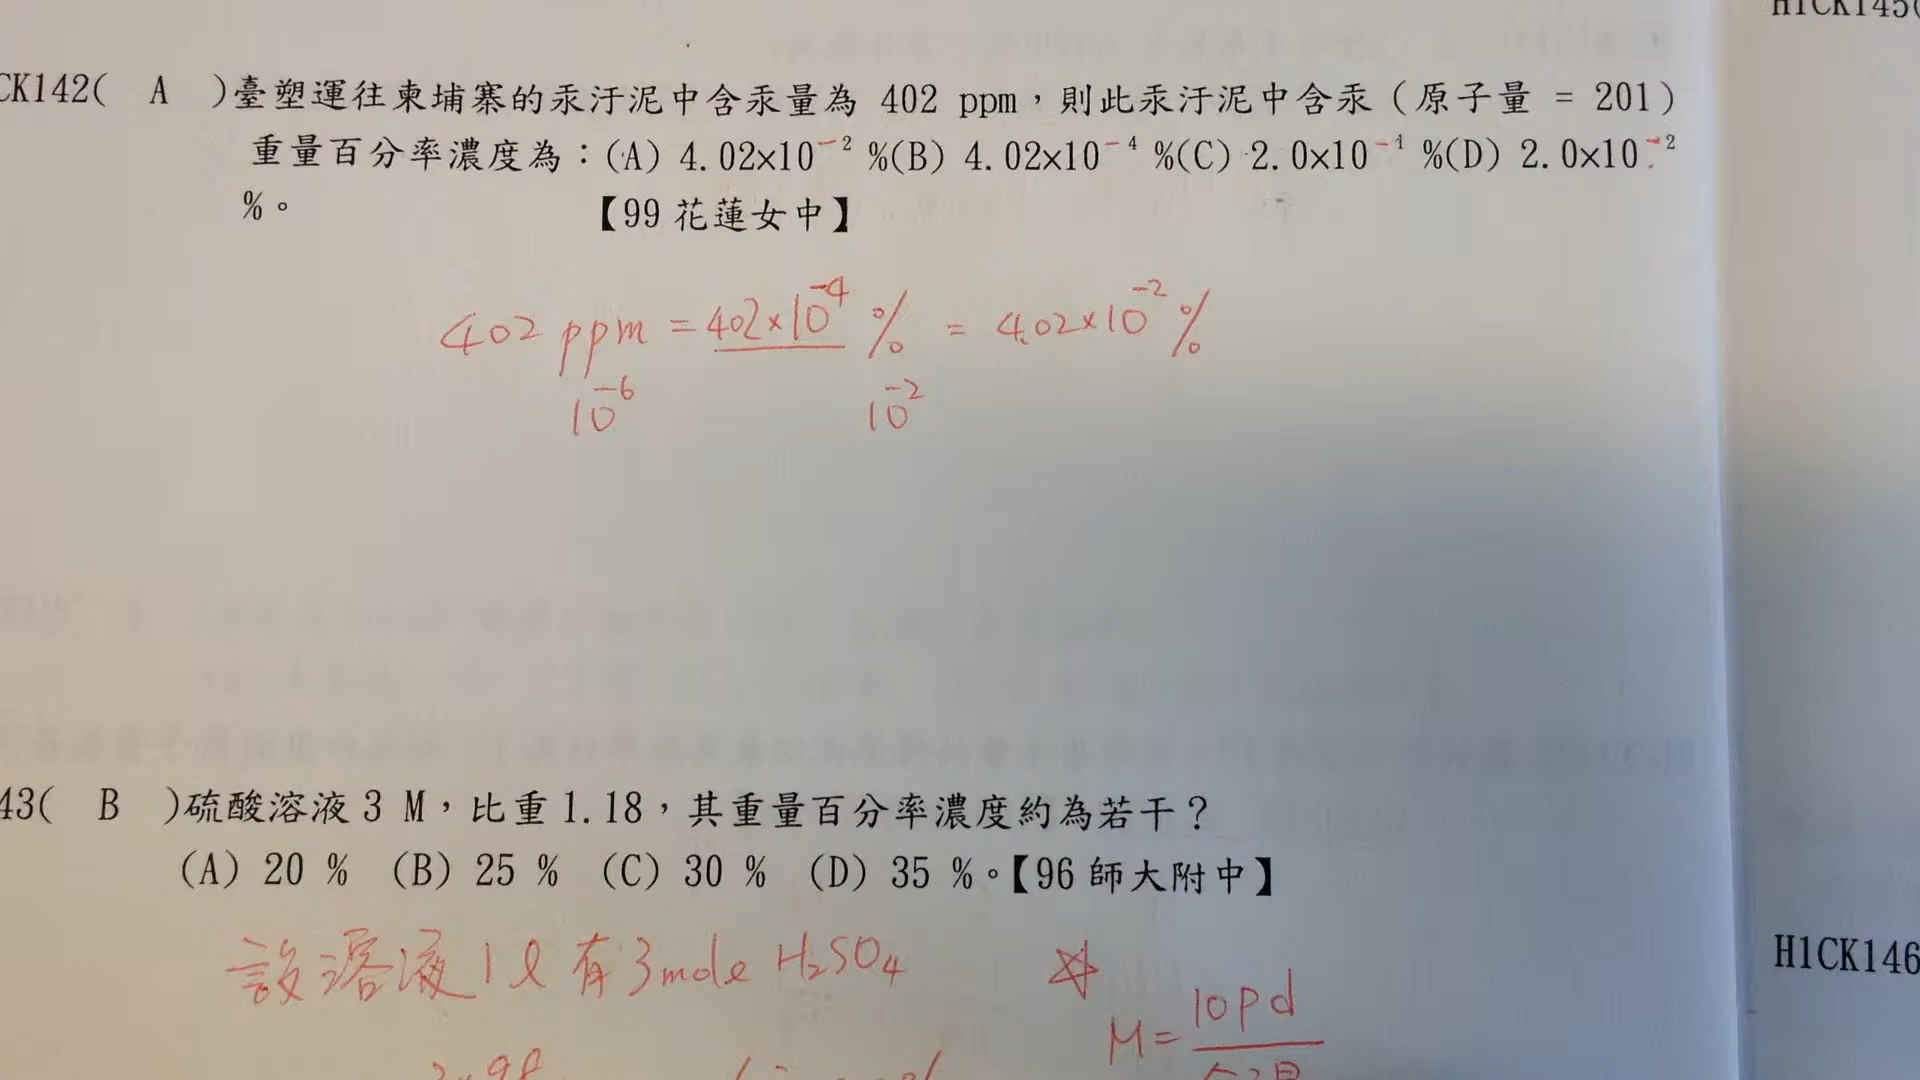 H1CK145(
CK142( A )臺塑運往柬埔寨的汞汙泥中含汞量為 402 ppm，則此汞汙泥中含汞（原子量 = 201）
重量百分率濃度為：(A) 4.02×10⁻² %(B) 4.02×10⁻⁴ %(C) 2.0×10⁻¹ %(D) 2.0×10⁻²
%。 【99 花蓮女中】
402 ppm = 402×10⁻⁴ % = 4.02×10⁻² %
10⁻⁶ 10⁻²
43( B )硫酸溶液 3 M，比重 1.18，其重量百分率濃度約為若干？
(A) 20 % (B) 25 % (C) 30 % (D) 35 %。【96 師大附中】
設溶液 1 l 有 3 mole H₂SO₄
H1CK146
M = 10pd